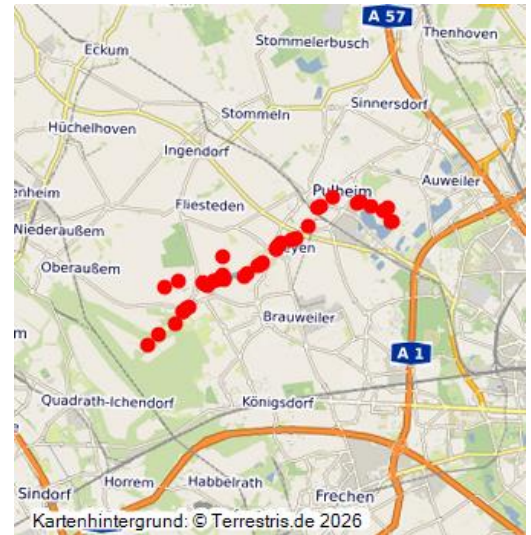 A 57
Thenhoven
Stommelerbusch
Eckum
Sinnersdorf
Stommeln
Hüchelhoven
Ingendorf
Auweiler
Pulheim
enheim
Fliesteden
Niederaußem
eyen
Oberaußem
m
Brauweiler
A 1
Quadrath-Ichendorf
Königsdorf
Horrem
Habbelrath
Sindorf
Frechen
Kartenhintergrund: © Terrestris.de 2026